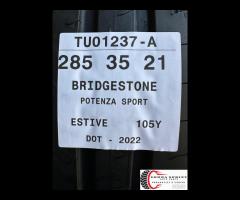 TU01237-A
285 35 21
BRIDGESTONE
POTENZA SPORT
ESTIVE 105Y
DOT - 2022